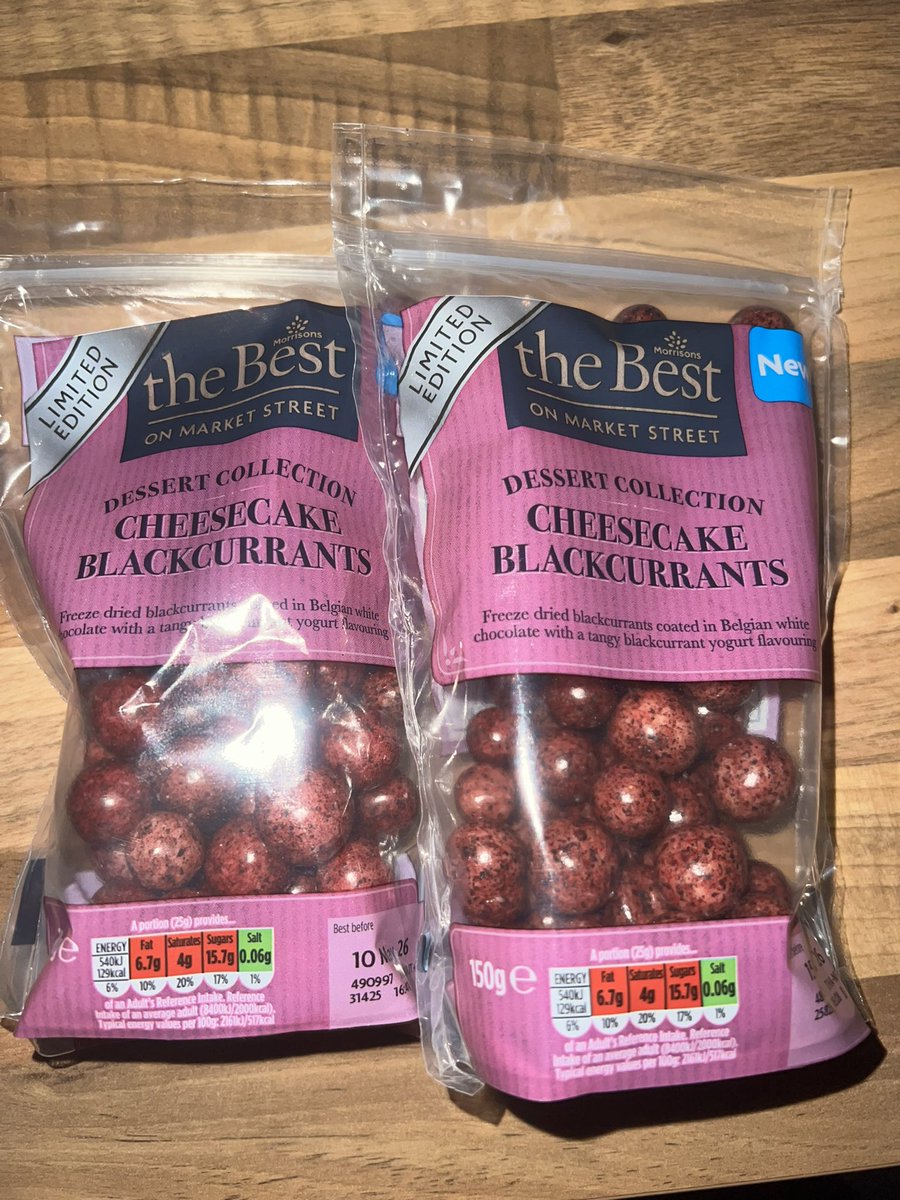 LIMITED
EDITION
Morrisons
the Best
ON MARKET STREET
DESSERT COLLECTION
CHEESECAKE
BLACKCURRANTS
Freeze dried blackcurrants coated in Belgian white
chocolate with a tangy yogurt flavouring
A portion (25g) provides...
ENERGY Fat Saturates Sugars Salt
540kJ
129kcal 6.7g 4g 15.7g 0.06g
6% 10% 20% 17% 1%
of an Adult's Reference Intake. Reference
intake of an average adult (8400kJ/2000kcal)
Typical energy values per 100g: 2161kJ/517kcal
Best before
10 26
490997
31425
LIMITED
EDITION
Morrisons
the Best
ON MARKET STREET
New
DESSERT COLLECTION
CHEESECAKE
BLACKCURRANTS
Freeze dried blackcurrants coated in Belgian white
chocolate with a tangy blackcurrant yogurt flavouring
150g e
A portion (25g) provides...
ENERGY Fat Saturates Sugars Salt
540kJ
129kcal 6.7g 4g 15.7g 0.06g
6% 10% 20% 17% 1%
of an Adult's Reference Intake. Reference
intake of an average adult (8400kJ/2000kcal)
Typical energy values per 100g: 2161kJ/517kcal